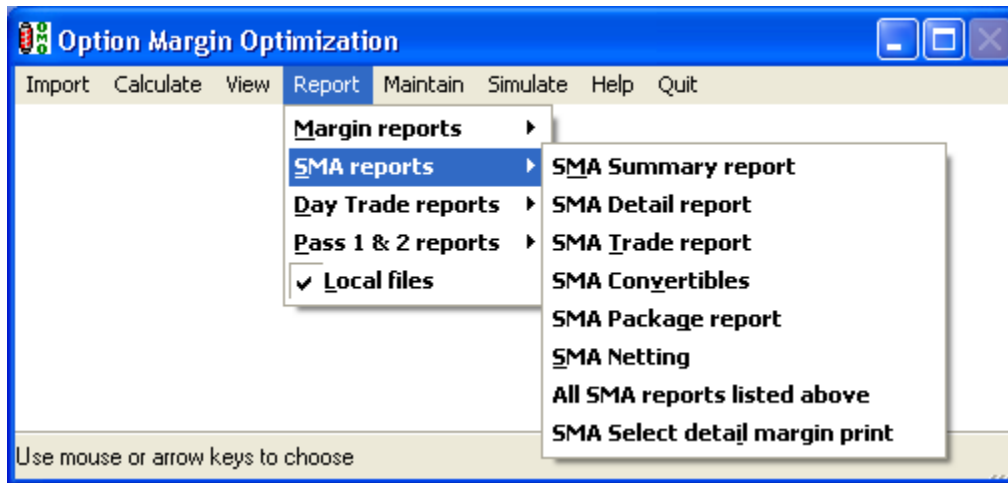 OMO Option Margin Optimization
Import Calculate View Report Maintain Simulate Help Quit
Margin reports
SMA reports
Day Trade reports
Pass 1 & 2 reports
Local files
SMA Summary report
SMA Detail report
SMA Trade report
SMA Convertibles
SMA Package report
SMA Netting
All SMA reports listed above
SMA Select detail margin print
Use mouse or arrow keys to choose